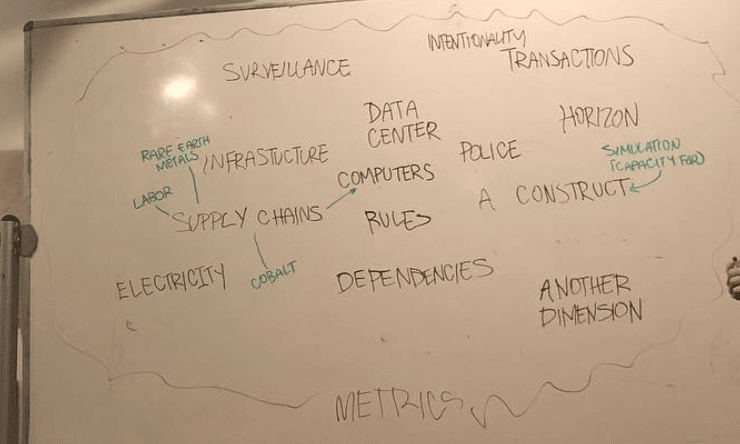 INTENTIONALITY
SURVEILLANCE
TRANSACTIONS
DATA
CENTER
HORIZON
RARE EARTH
METALS
INFRASTUCTURE
POLICE
SIMULATION
(CAPACITY FOR)
COMPUTERS
LABOR
SUPPLY CHAINS
RULES
A CONSTRUCT
ELECTRICITY
COBALT
DEPENDENCIES
ANOTHER
DIMENSION
METRICS